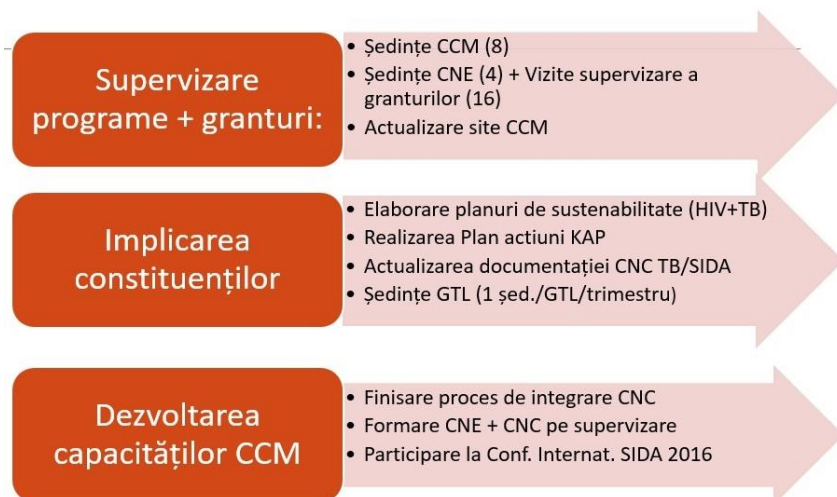 Supervizare
programe + granturi:
• Ședințe CCM (8)
• Ședințe CNE (4) + Vizite supervizare a
granturilor (16)
• Actualizare site CCM
Implicarea
constituenților
• Elaborare planuri de sustenabilitate (HIV+TB)
• Realizarea Plan actiuni KAP
• Actualizarea documentației CNC TB/SIDA
• Ședințe GTL (1 șed./GTL/trimestru)
Dezvoltarea
capacităților CCM
• Finisare proces de integrare CNC
• Formare CNE + CNC pe supervizare
• Participare la Conf. Internat. SIDA 2016